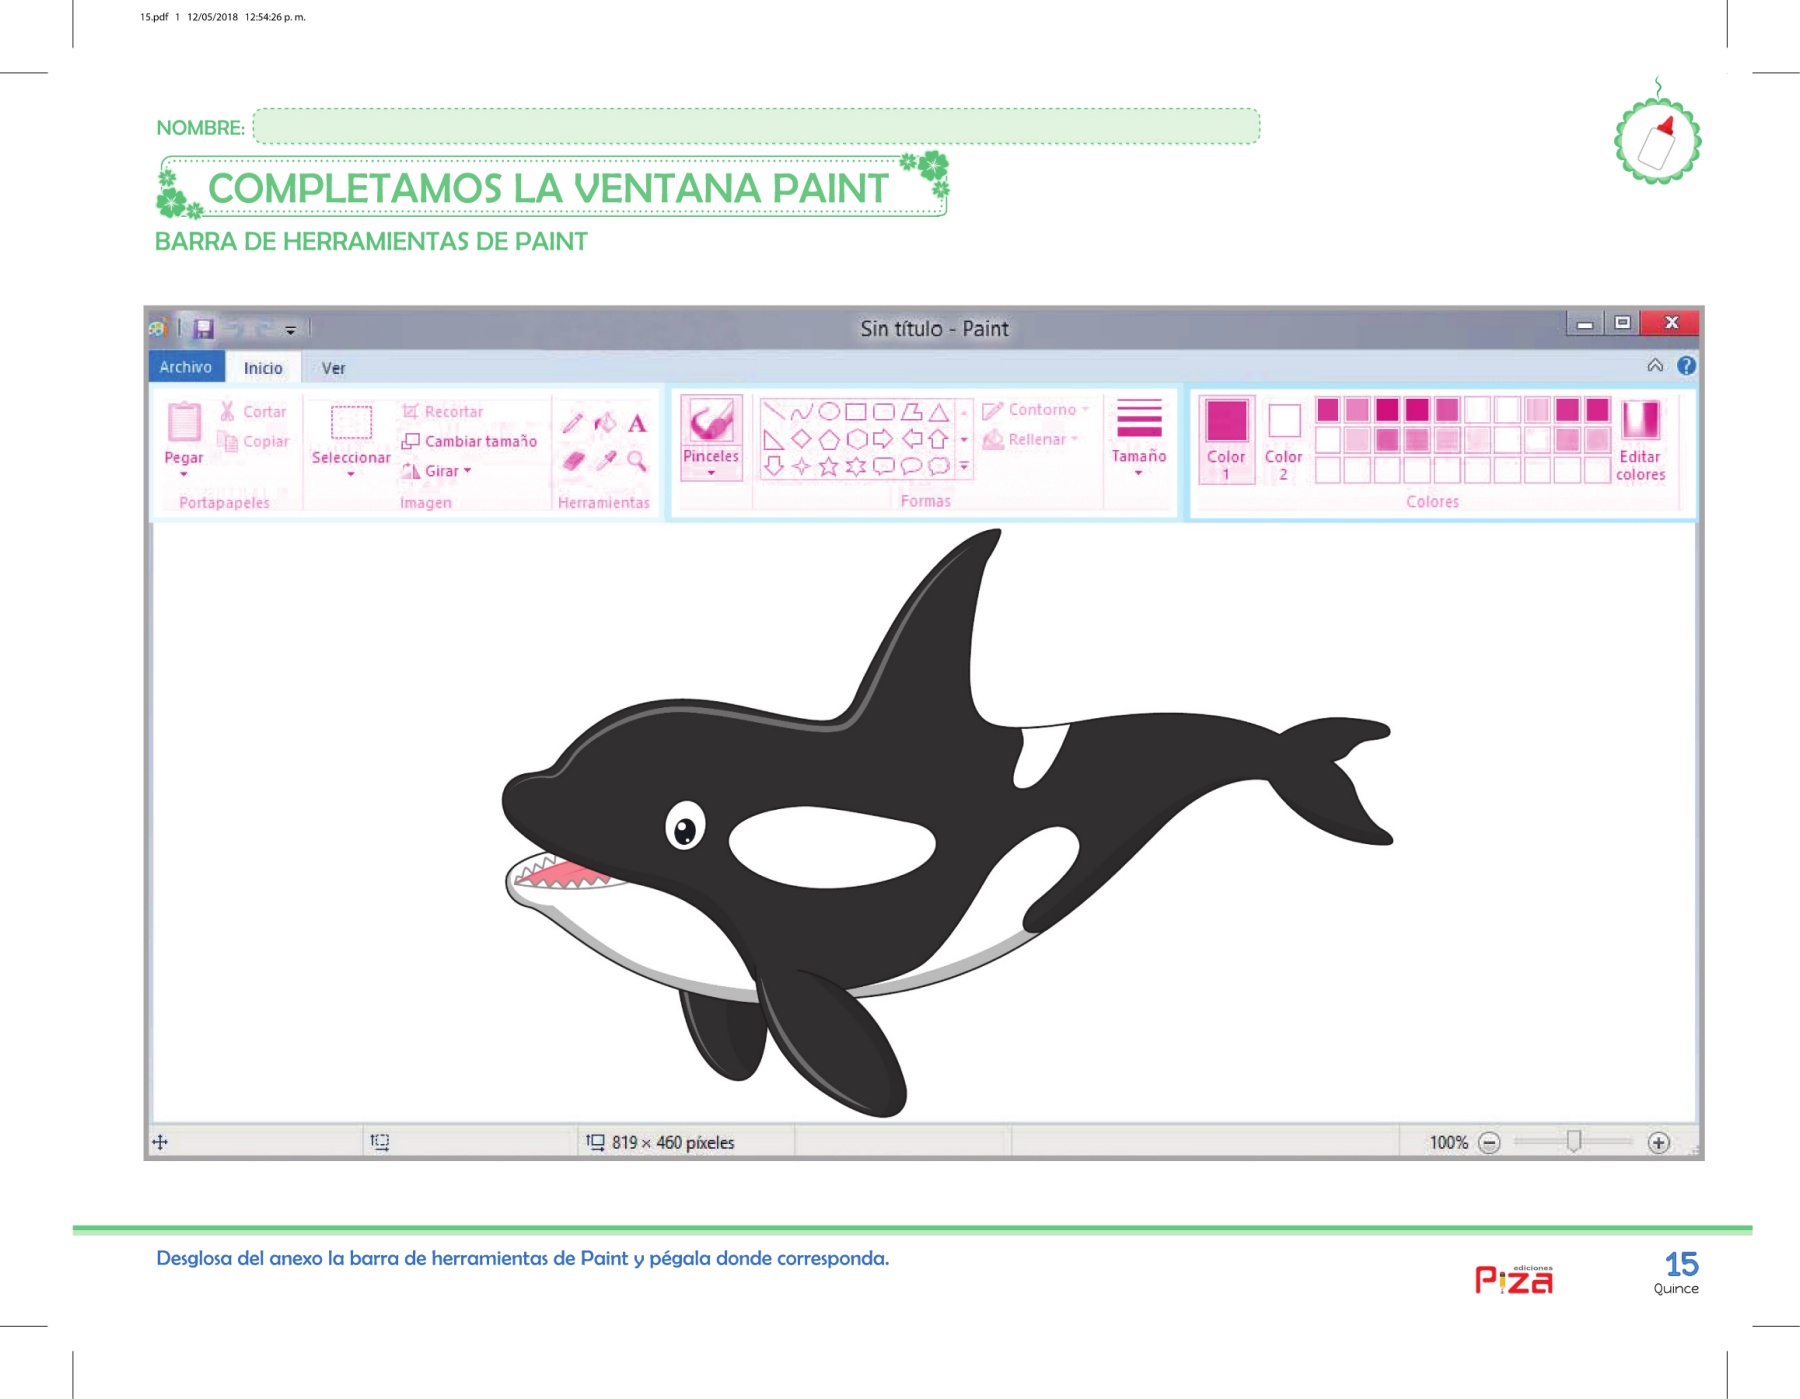 15.pdf 1 12/05/2018 12:54:26 p. m.
NOMBRE:
COMPLETAMOS LA VENTANA PAINT
BARRA DE HERRAMIENTAS DE PAINT
Sin título - Paint
Archivo Inicio Ver
Pegar
Cortar
Copiar
Portapapeles
Seleccionar
Recortar
Cambiar tamaño
Girar
Imagen
A
Herramientas
Pinceles
Contorno
Rellenar
Formas
Tamaño
Color
1
Color
2
Editar
colores
Colores
819 × 460 píxeles
100%
Desglosa del anexo la barra de herramientas de Paint y pégala donde corresponda.
ediciones
Piza
15
Quince